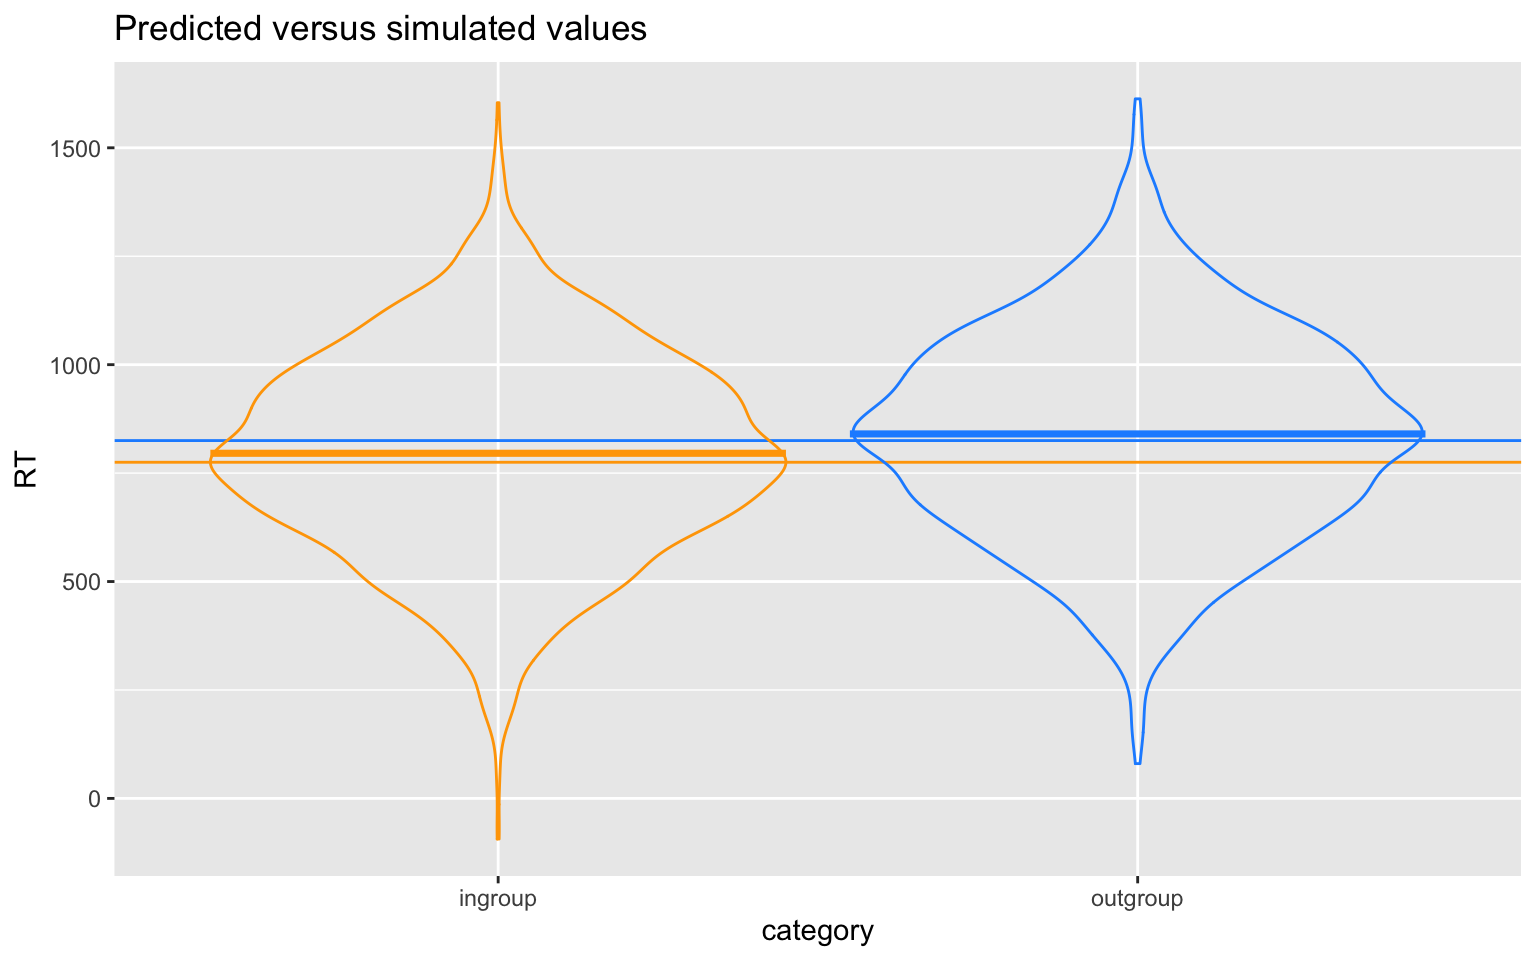 Predicted versus simulated values
RT
1500
1000
500
0
ingroup
outgroup
category